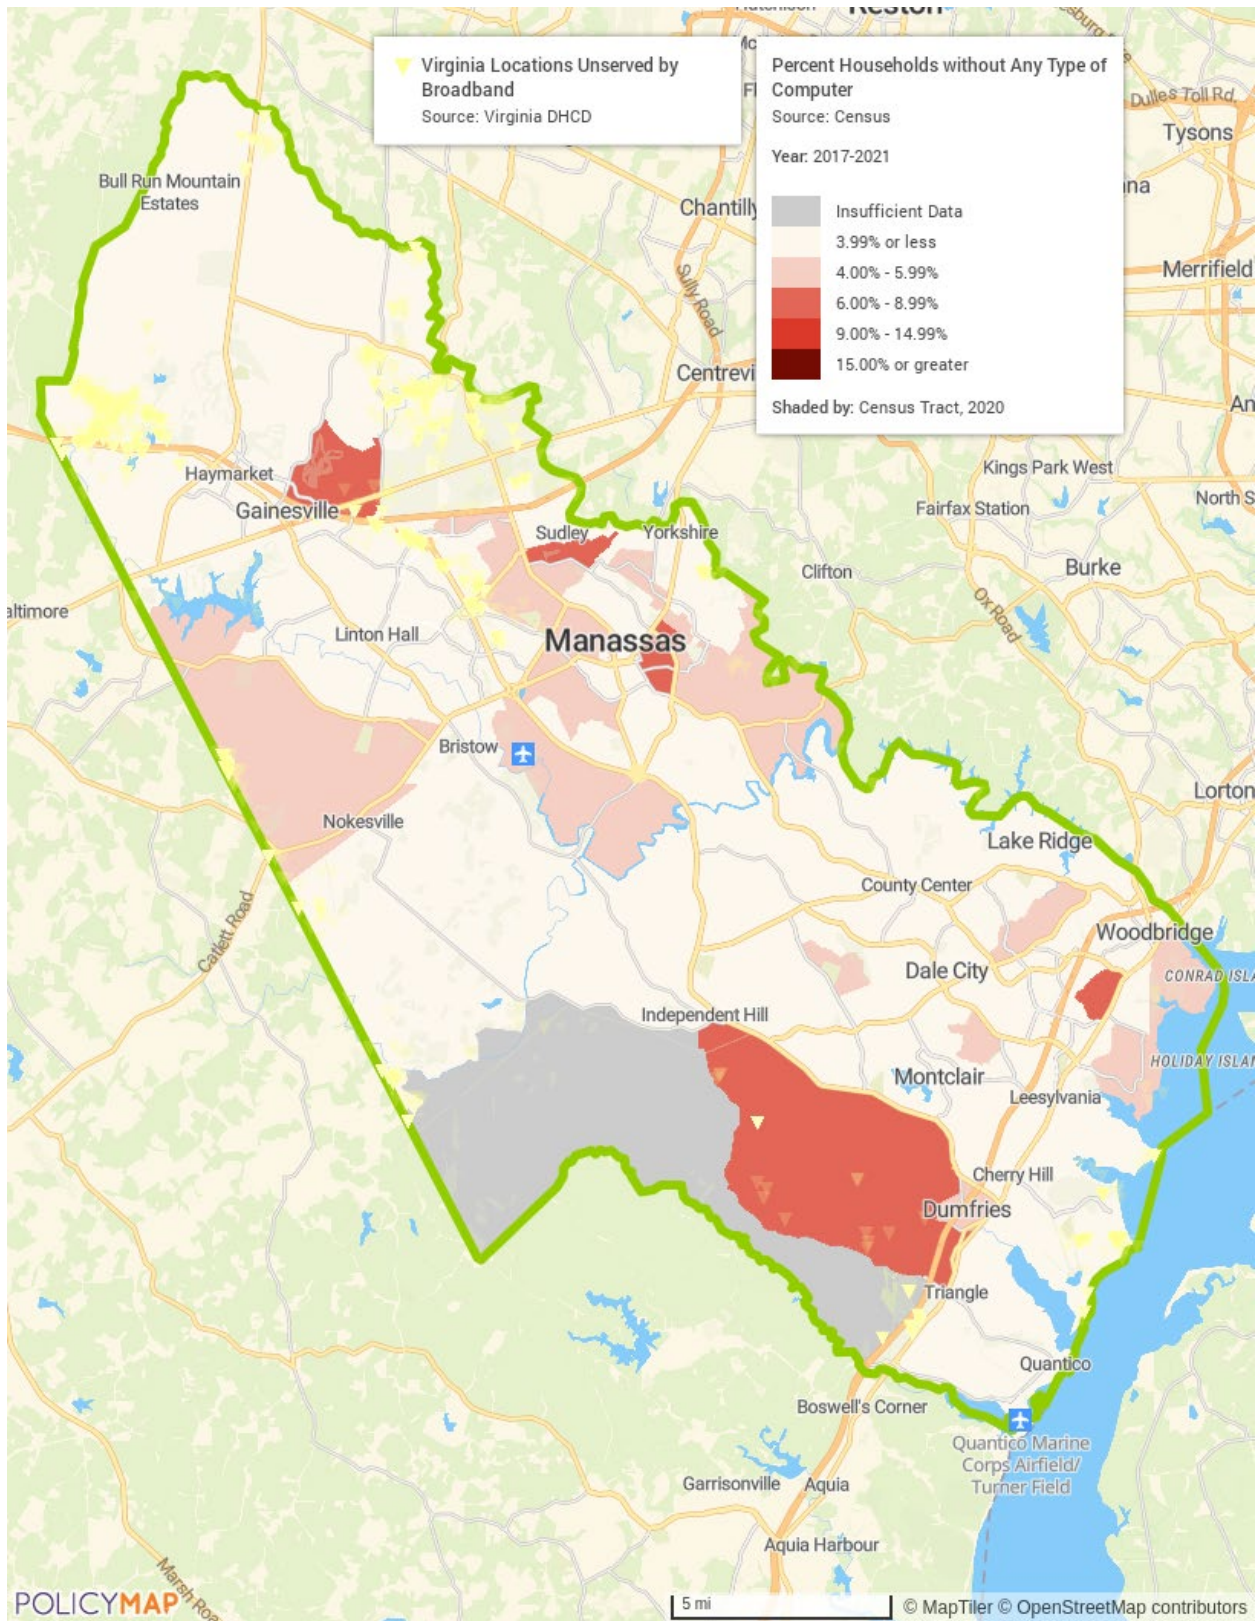 Reston
Dulles Toll Rd.
Tysons
Virginia Locations Unserved by
Broadband
Source: Virginia DHCD
Percent Households without Any Type of
Computer
Source: Census
Year: 2017-2021
Insufficient Data
3.99% or less
4.00% - 5.99%
6.00% - 8.99%
9.00% - 14.99%
15.00% or greater
Shaded by: Census Tract, 2020
Bull Run Mountain
Estates
Chantilly
Merrifield
Sully Road
Centrevi
An
Haymarket
Kings Park West
North S
Gainesville
Fairfax Station
Sudley
Yorkshire
Clifton
Burke
altimore
Ox Road
Linton Hall
Manassas
Bristow
Lorton
Nokesville
Lake Ridge
County Center
Catlett Road
Woodbridge
Dale City
CONRAD ISLA
Independent Hill
HOLIDAY ISLAN
Montclair
Leesylvania
Cherry Hill
Dumfries
Triangle
Quantico
Boswell's Corner
Quantico Marine
Corps Airfield/
Turner Field
Garrisonville
Aquia
Aquia Harbour
Marsh Roa
POLICYMAP
5 mi
© MapTiler © OpenStreetMap contributors